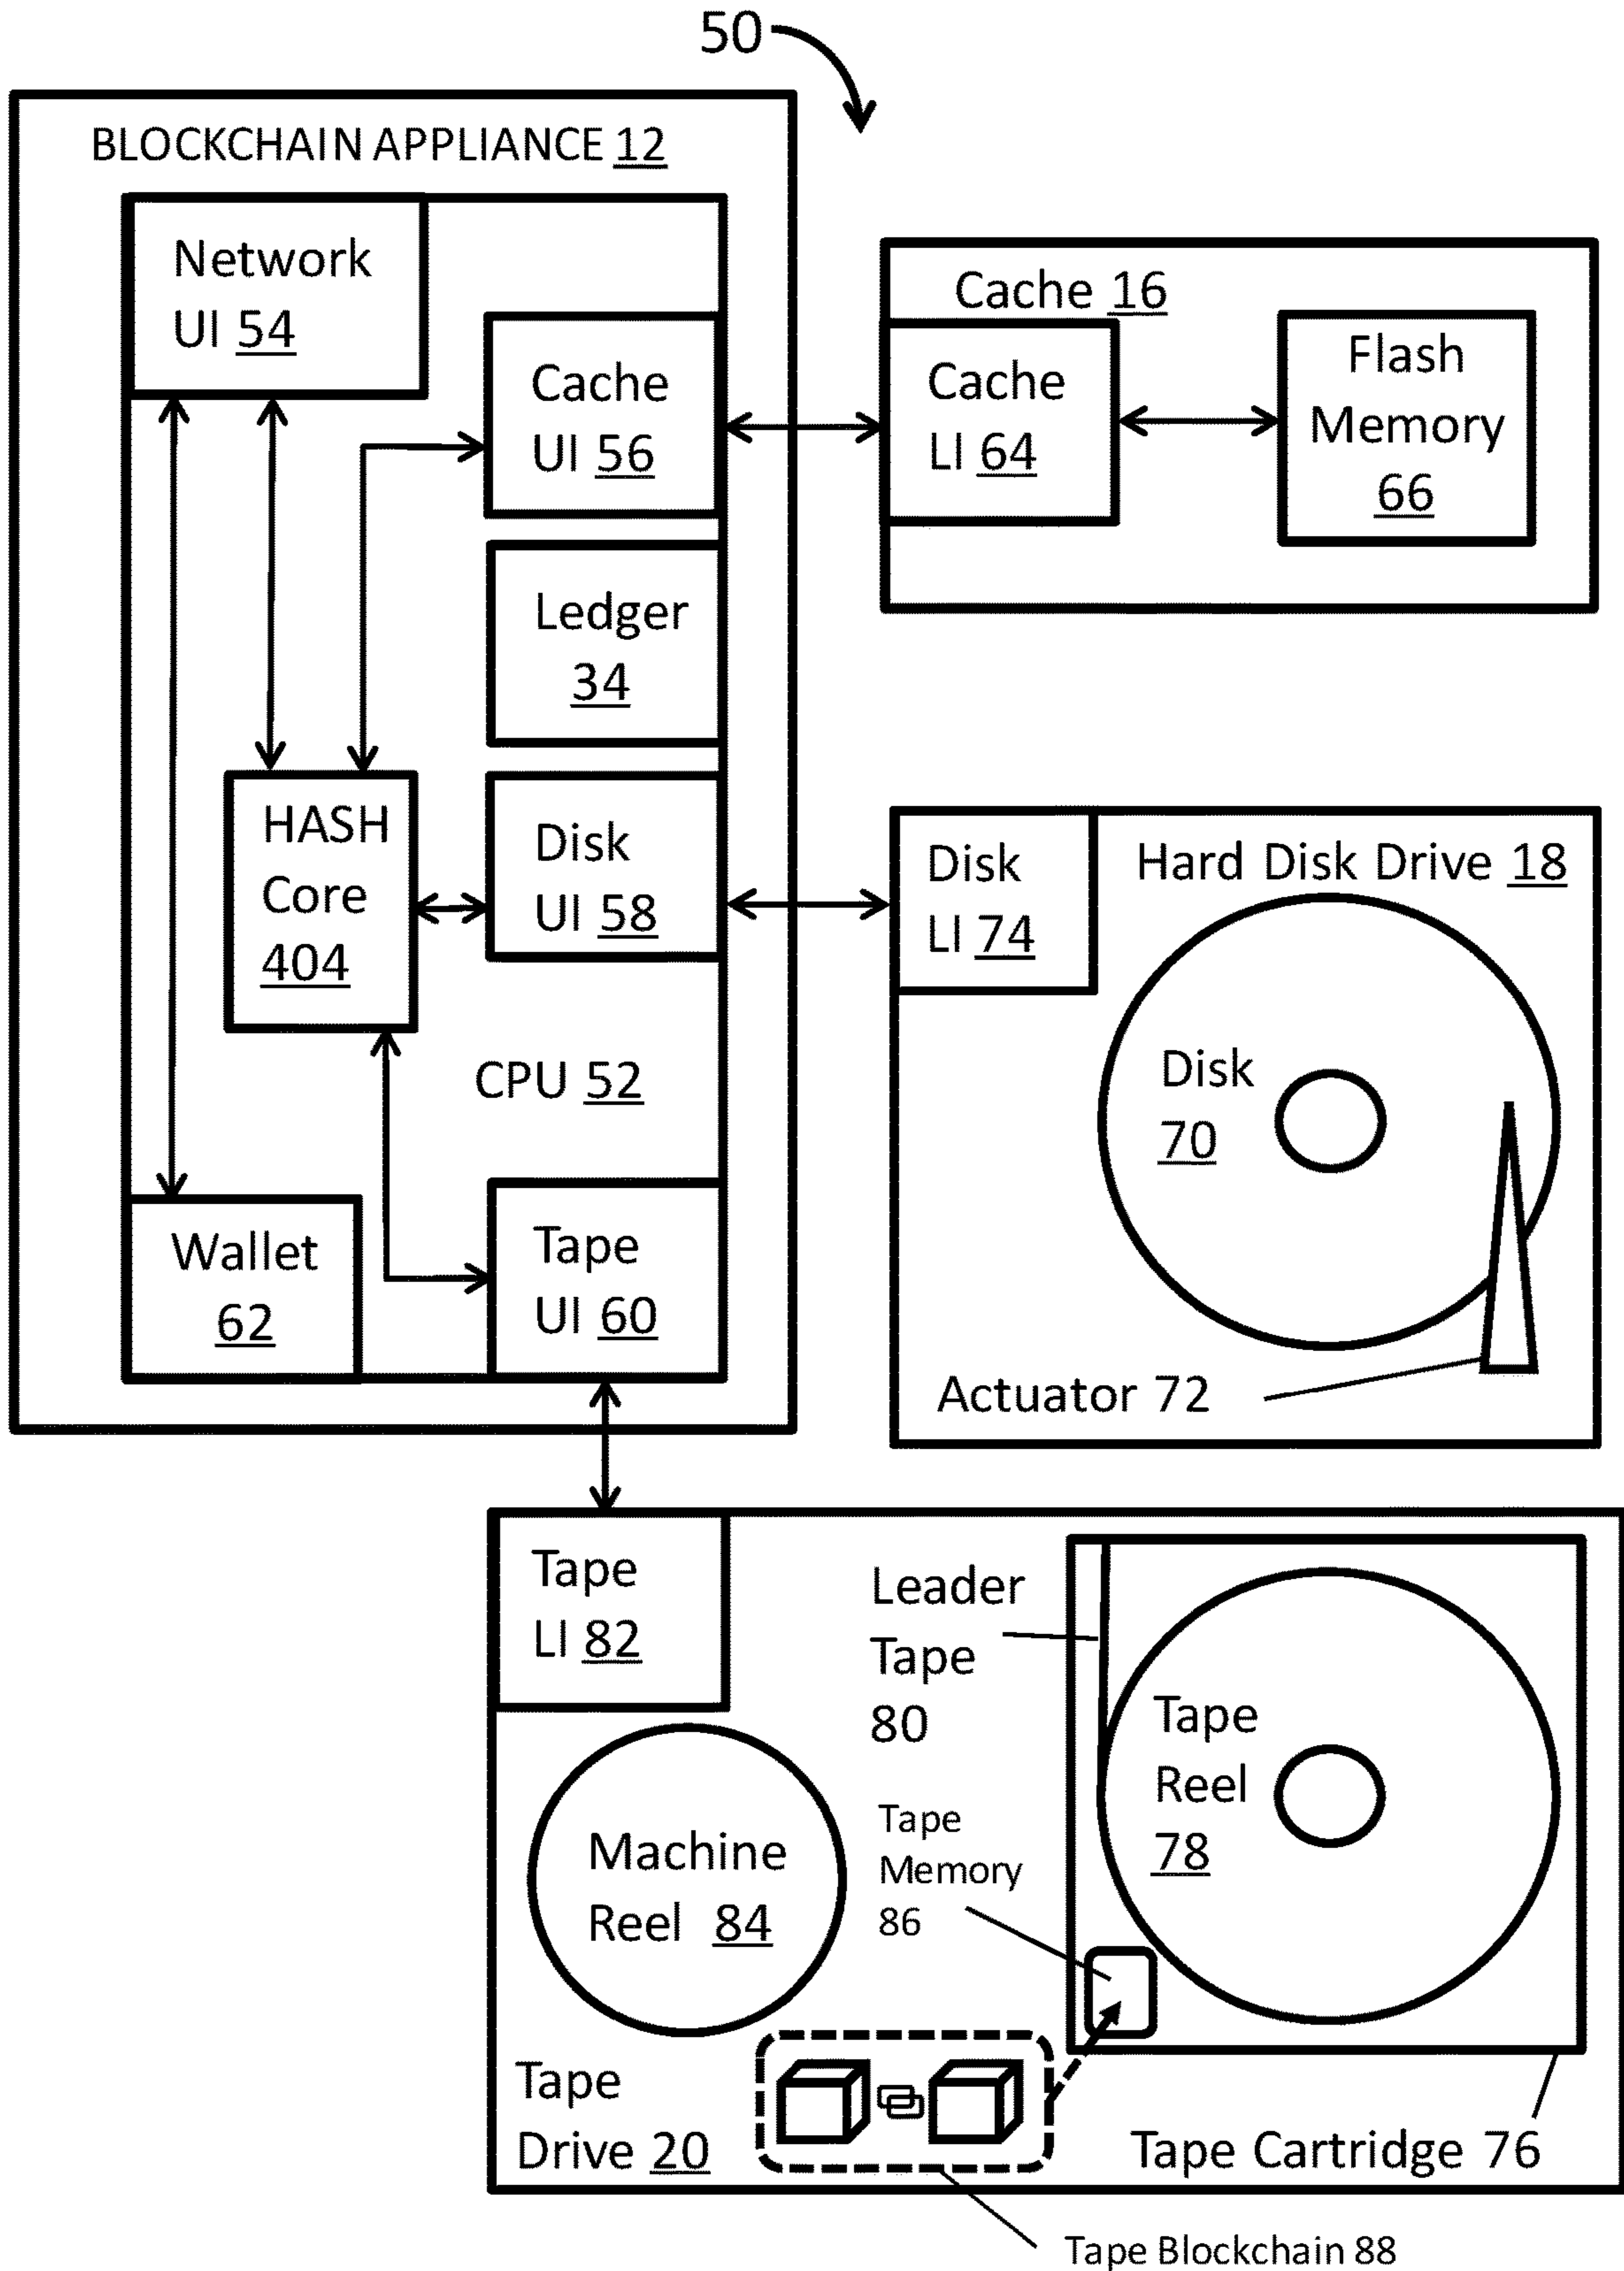 50
BLOCKCHAIN APPLIANCE 12
Network
UI 54
Cache
UI 56
Ledger
34
HASH
Core
404
Disk
UI 58
CPU 52
Wallet
62
Tape
UI 60
Cache 16
Cache
LI 64
Flash
Memory
66
Disk
LI 74
Hard Disk Drive 18
Disk
70
Actuator 72
Tape
LI 82
Leader
Tape
80
Tape
Reel
78
Machine
Reel 84
Tape
Memory
86
Tape
Drive 20
Tape Cartridge 76
Tape Blockchain 88